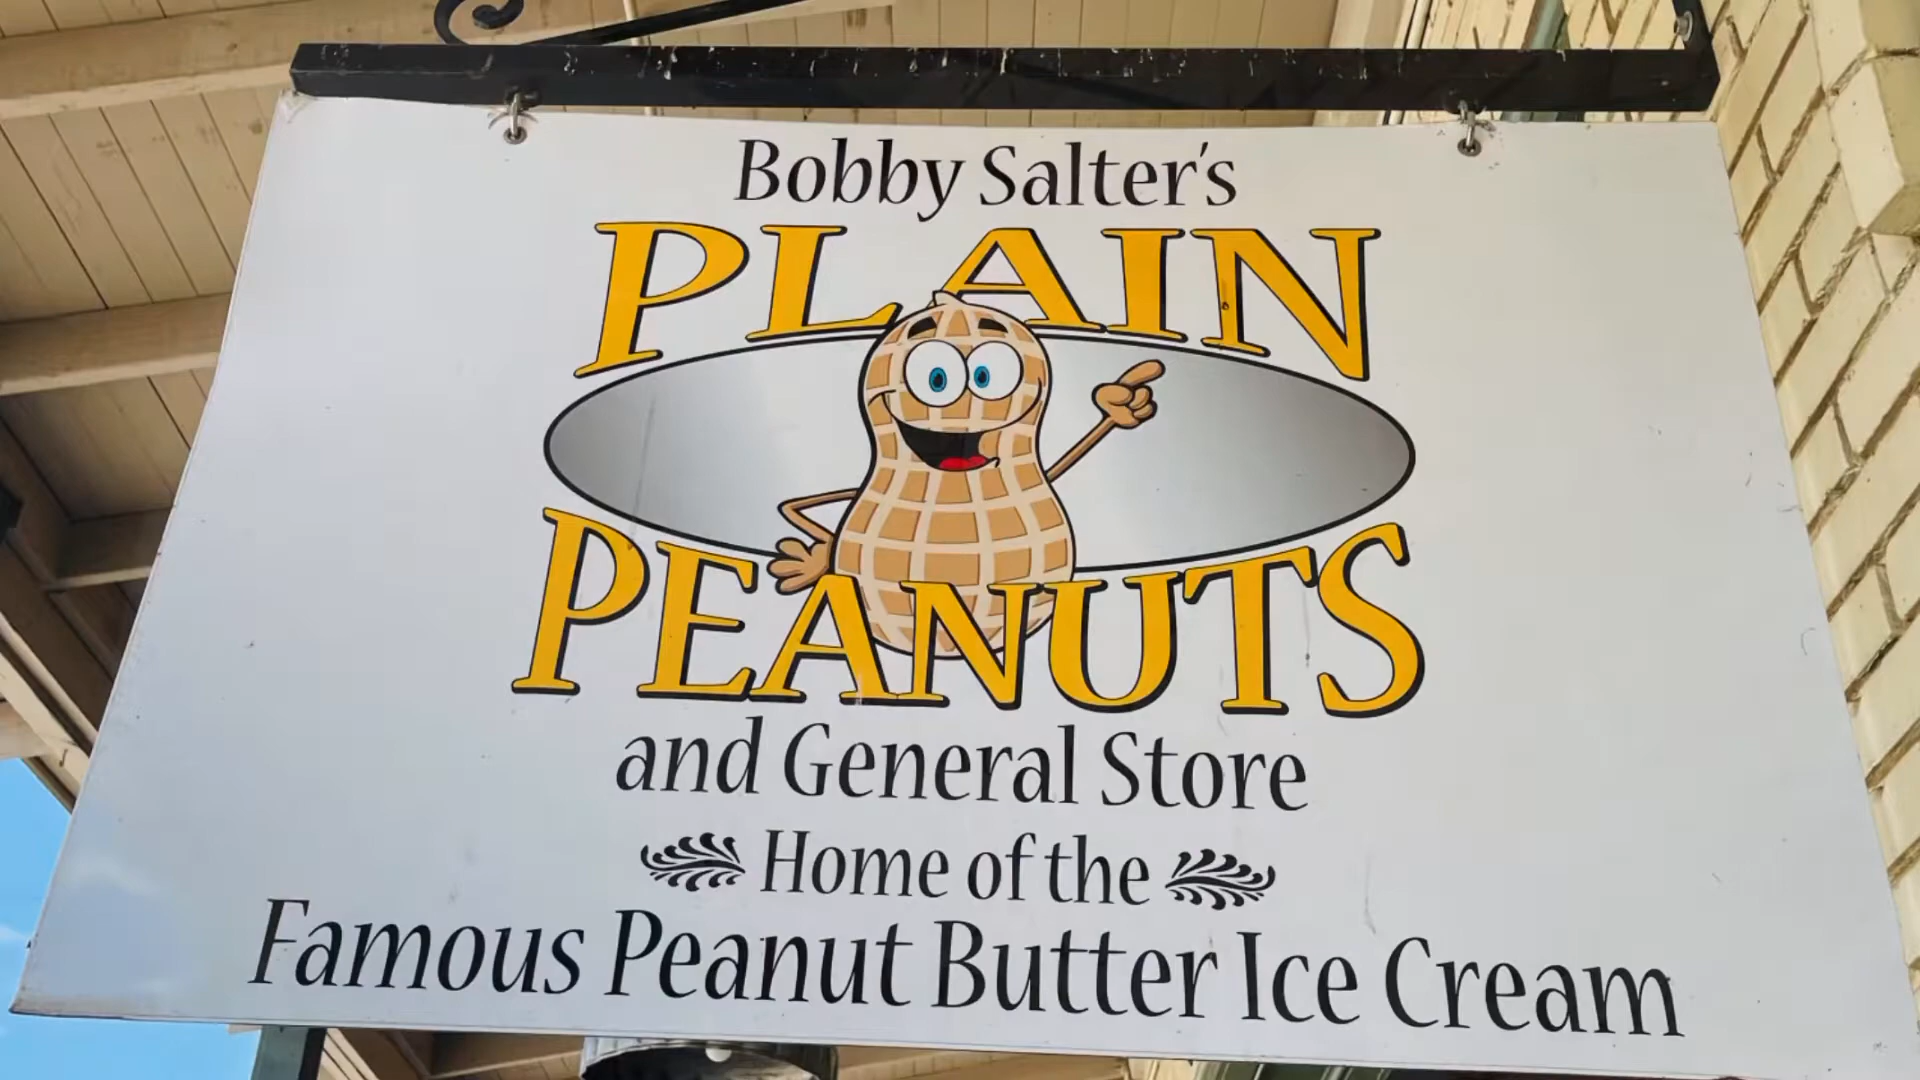 Bobby Salter's
PLAIN
PEANUTS
and General Store
Home of the
Famous Peanut Butter Ice Cream